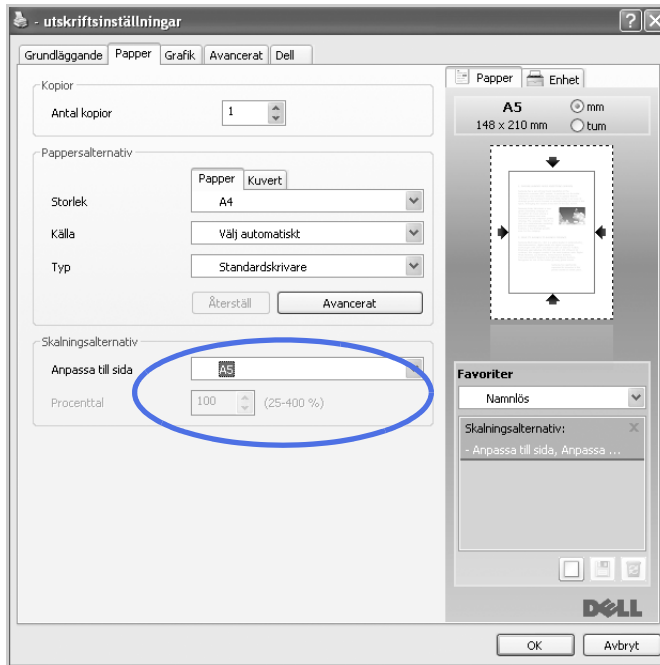 - utskriftsinställningar
Grundläggande Papper Grafik Avancerat Dell
Kopior
Antal kopior 1
Pappersalternativ
Papper Kuvert
Storlek A4
Källa Välj automatiskt
Typ Standardskrivare
Återställ Avancerat
Skalningsalternativ
Anpassa till sida A5
Procenttal 100 (25-400 %)
Papper Enhet
A5 mm
148 x 210 mm tum
Favoriter
Namnlös
Skalningsalternativ: X
- Anpassa till sida, Anpassa ...
DELL
OK Avbryt